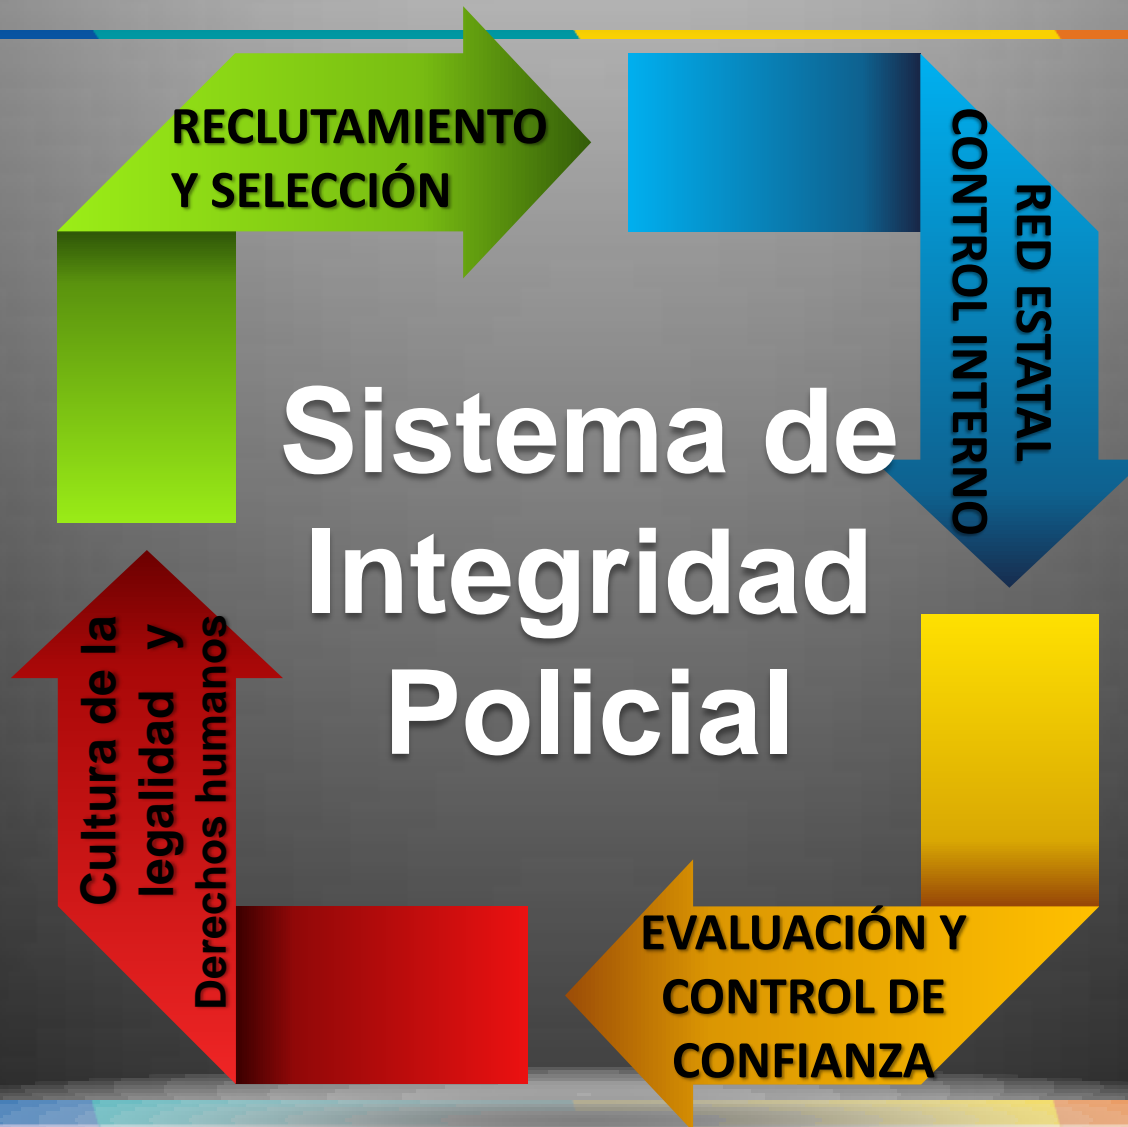 RECLUTAMIENTO
Y SELECCIÓN
RED ESTATAL
CONTROL INTERNO
Sistema de
Integridad
Policial
Cultura de la
legalidad y
Derechos humanos
EVALUACIÓN Y
CONTROL DE
CONFIANZA